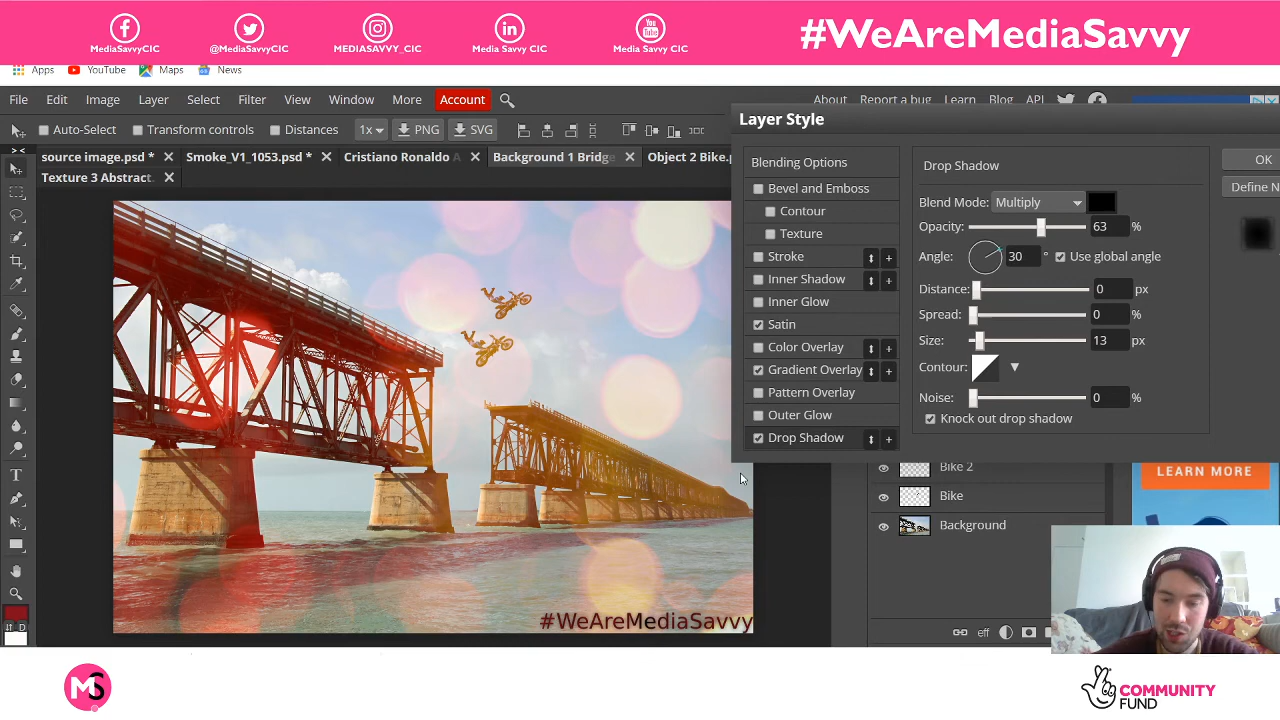 #WeAreMediaSavvy
MediaSavvyCIC
@MediaSavvyCIC
MEDIASAVVY_CIC
Media Savvy CIC
You
Tube
Media Savvy CIC
Apps
YouTube
Maps
News
File Edit Image Layer Select Filter View Window More Account
About Report a bug Learn Blog API
Auto-Select Transform controls Distances 1x PNG SVG
source image.psd *
Smoke_V1_1053.psd *
Cristiano Ronaldo
Background 1 Bridge
Object 2 Bike.p
Texture 3 Abstract.
Layer Style
Blending Options
Bevel and Emboss
Contour
Texture
Stroke
Inner Shadow
Inner Glow
Satin
Color Overlay
Gradient Overlay
Pattern Overlay
Outer Glow
Drop Shadow
Drop Shadow
Blend Mode: Multiply
Opacity: 63 %
Angle: 30 ° Use global angle
Distance: 0 px
Spread: 0 %
Size: 13 px
Contour:
Noise: 0 %
Knock out drop shadow
OK
Define N
Bike 2
Bike
Background
eff
LEARN MORE
T
D
#WeAreMediaSavvy
MS
COMMUNITY
FUND